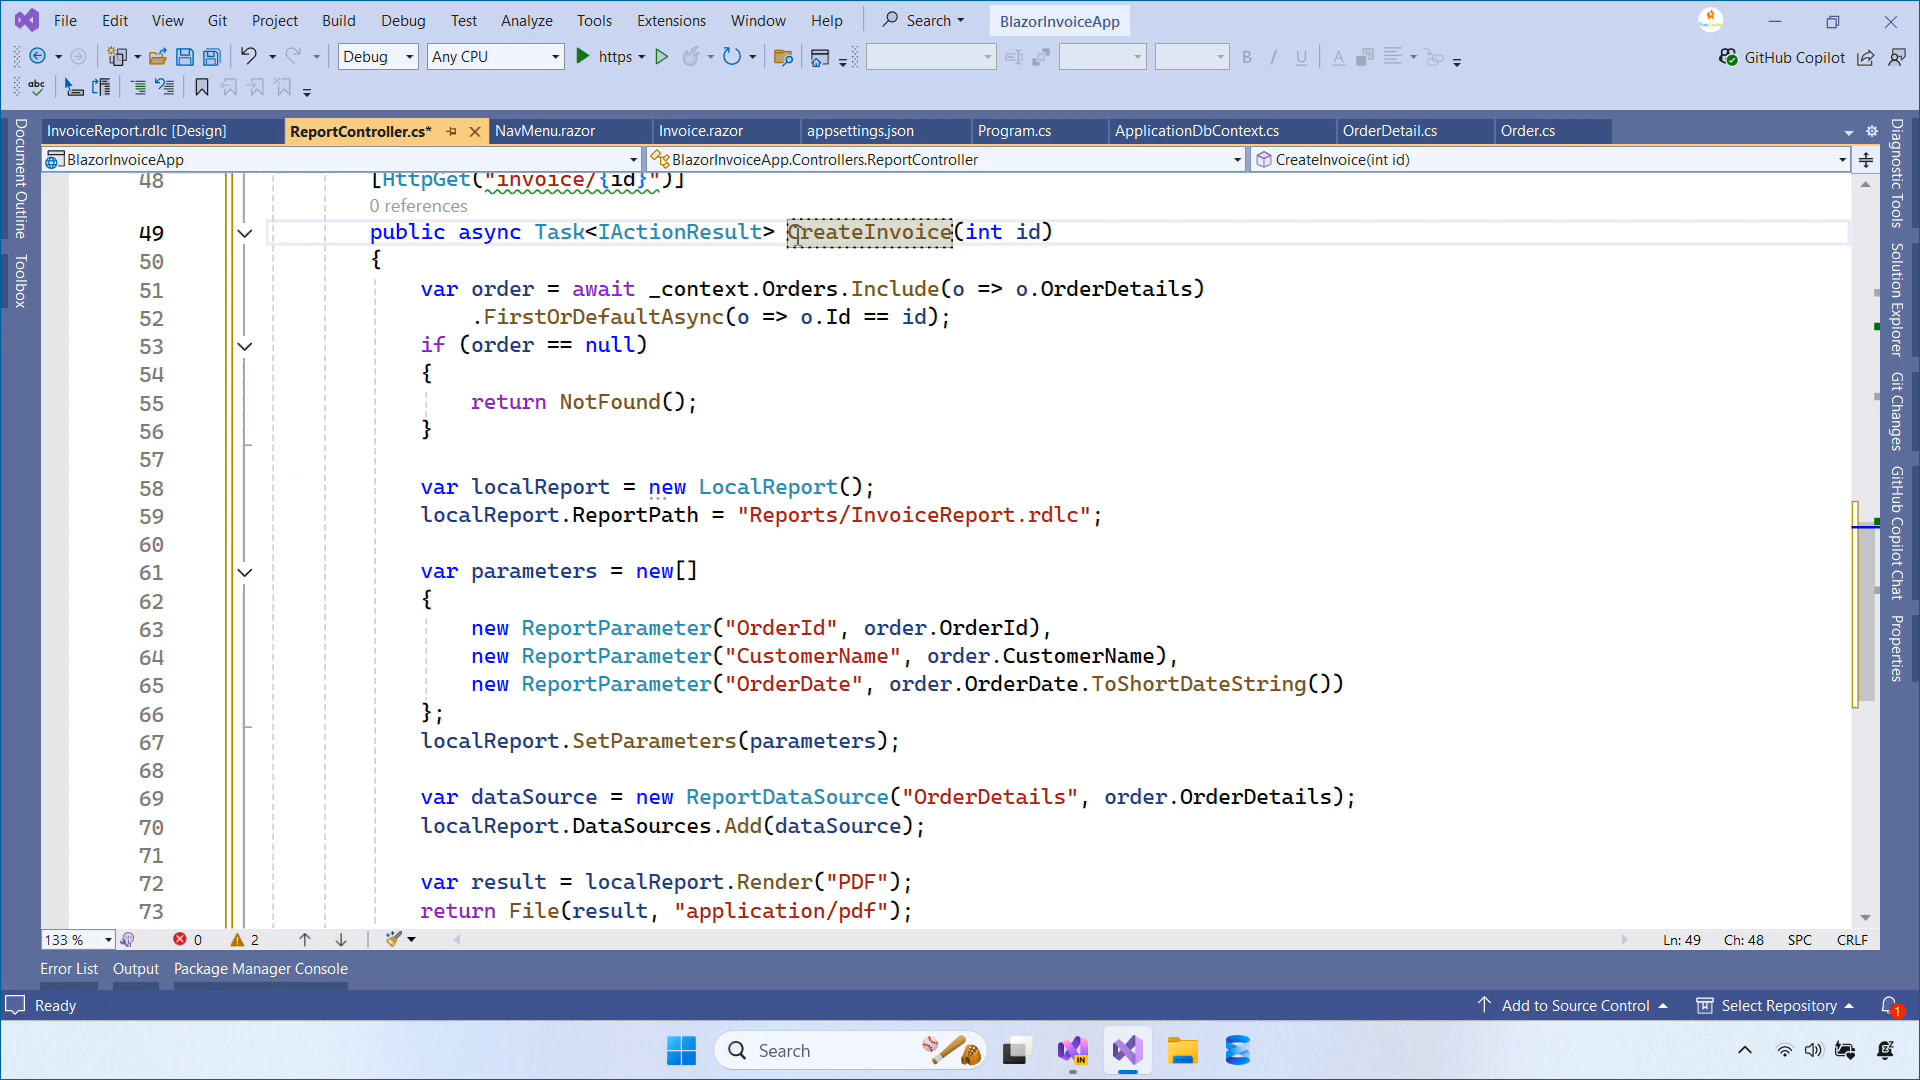 File Edit View Git Project Build Debug Test Analyze Tools Extensions Window Help Search BlazorInvoiceApp
Debug Any CPU https GitHub Copilot
abc
InvoiceReport.rdlc [Design] ReportController.cs* NavMenu.razor Invoice.razor appsettings.json Program.cs ApplicationDbContext.cs OrderDetail.cs Order.cs
BlazorInvoiceApp BlazorInvoiceApp.Controllers.ReportController CreateInvoice(int id)
Document Outline
Toolbox
48 [HttpGet("invoice/{id}")]
0 references
49 public async Task<IActionResult> CreateInvoice(int id)
50 {
51 var order = await _context.Orders.Include(o => o.OrderDetails)
52 .FirstOrDefaultAsync(o => o.Id == id);
53 if (order == null)
54 {
55 return NotFound();
56 }
57
58 var localReport = new LocalReport();
59 localReport.ReportPath = "Reports/InvoiceReport.rdlc";
60
61 var parameters = new[]
62 {
63 new ReportParameter("OrderId", order.OrderId),
64 new ReportParameter("CustomerName", order.CustomerName),
65 new ReportParameter("OrderDate", order.OrderDate.ToShortDateString())
66 };
67 localReport.SetParameters(parameters);
68
69 var dataSource = new ReportDataSource("OrderDetails", order.OrderDetails);
70 localReport.DataSources.Add(dataSource);
71
72 var result = localReport.Render("PDF");
73 return File(result, "application/pdf");
Diagnostic Tools
Solution Explorer
Git Changes
GitHub Copilot Chat
Properties
133 % 0 2 Ln: 49 Ch: 48 SPC CRLF
Error List Output Package Manager Console
Ready Add to Source Control Select Repository 1
Search IN